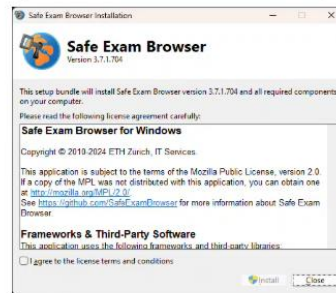 Safe Exam Browser Installation
Safe Exam Browser
Version 3.7.1.704
This setup bundle will install Safe Exam Browser version 3.7.1.704 and all required components
on your computer.
Please read the following license agreement carefully:
Safe Exam Browser for Windows
Copyright © 2010-2024 ETH Zürich, IT Services.
This application is subject to the terms of the Mozilla Public License, version 2.0.
If a copy of the MPL was not distributed with this application, you can obtain one
at http://mozilla.org/MPL/2.0/.
See https://github.com/SafeExamBrowser for more information about Safe Exam
Browser.
Frameworks & Third-Party Software
This application uses the following frameworks and third-party libraries:
I agree to the license terms and conditions
Install Close